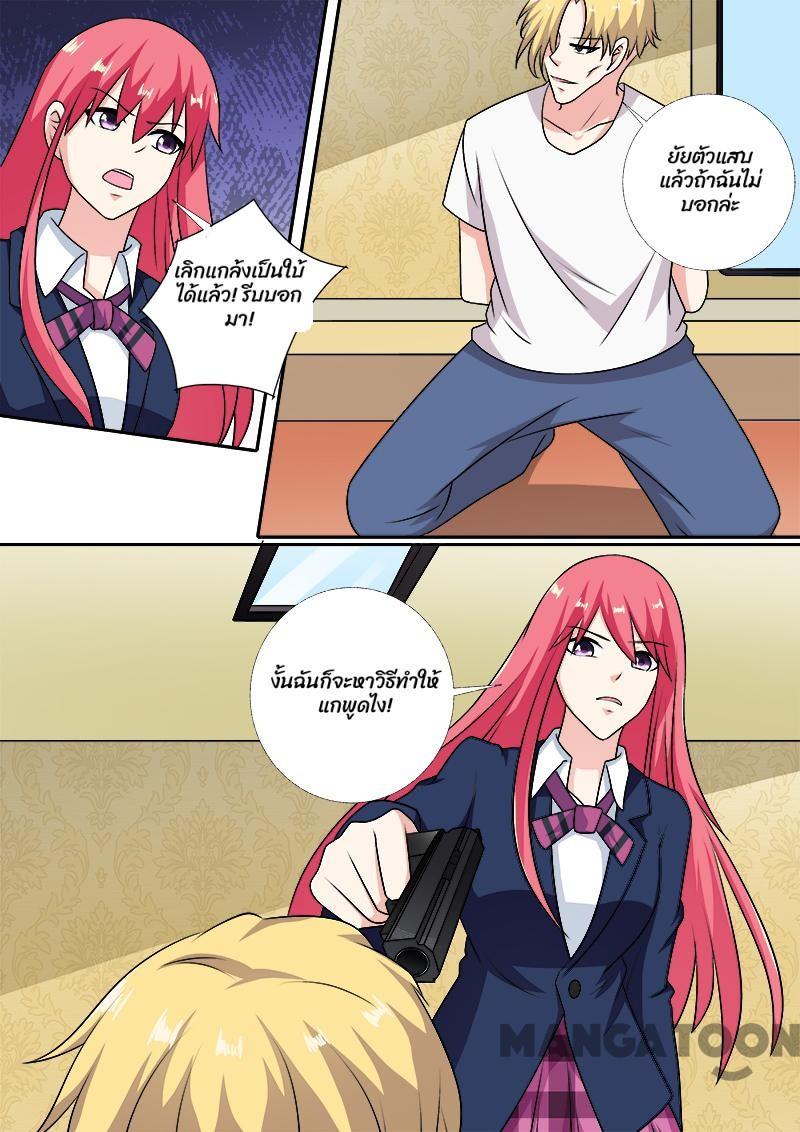 เลิกแกล้งเป็นใบ้
ได้แล้ว! รีบบอก
มา!
ยัยตัวแสบ
แล้วถ้าฉันไม่
บอกล่ะ
งั้นฉันก็จะหาวิธีทำให้
แกพูดไง!
MANGATOON